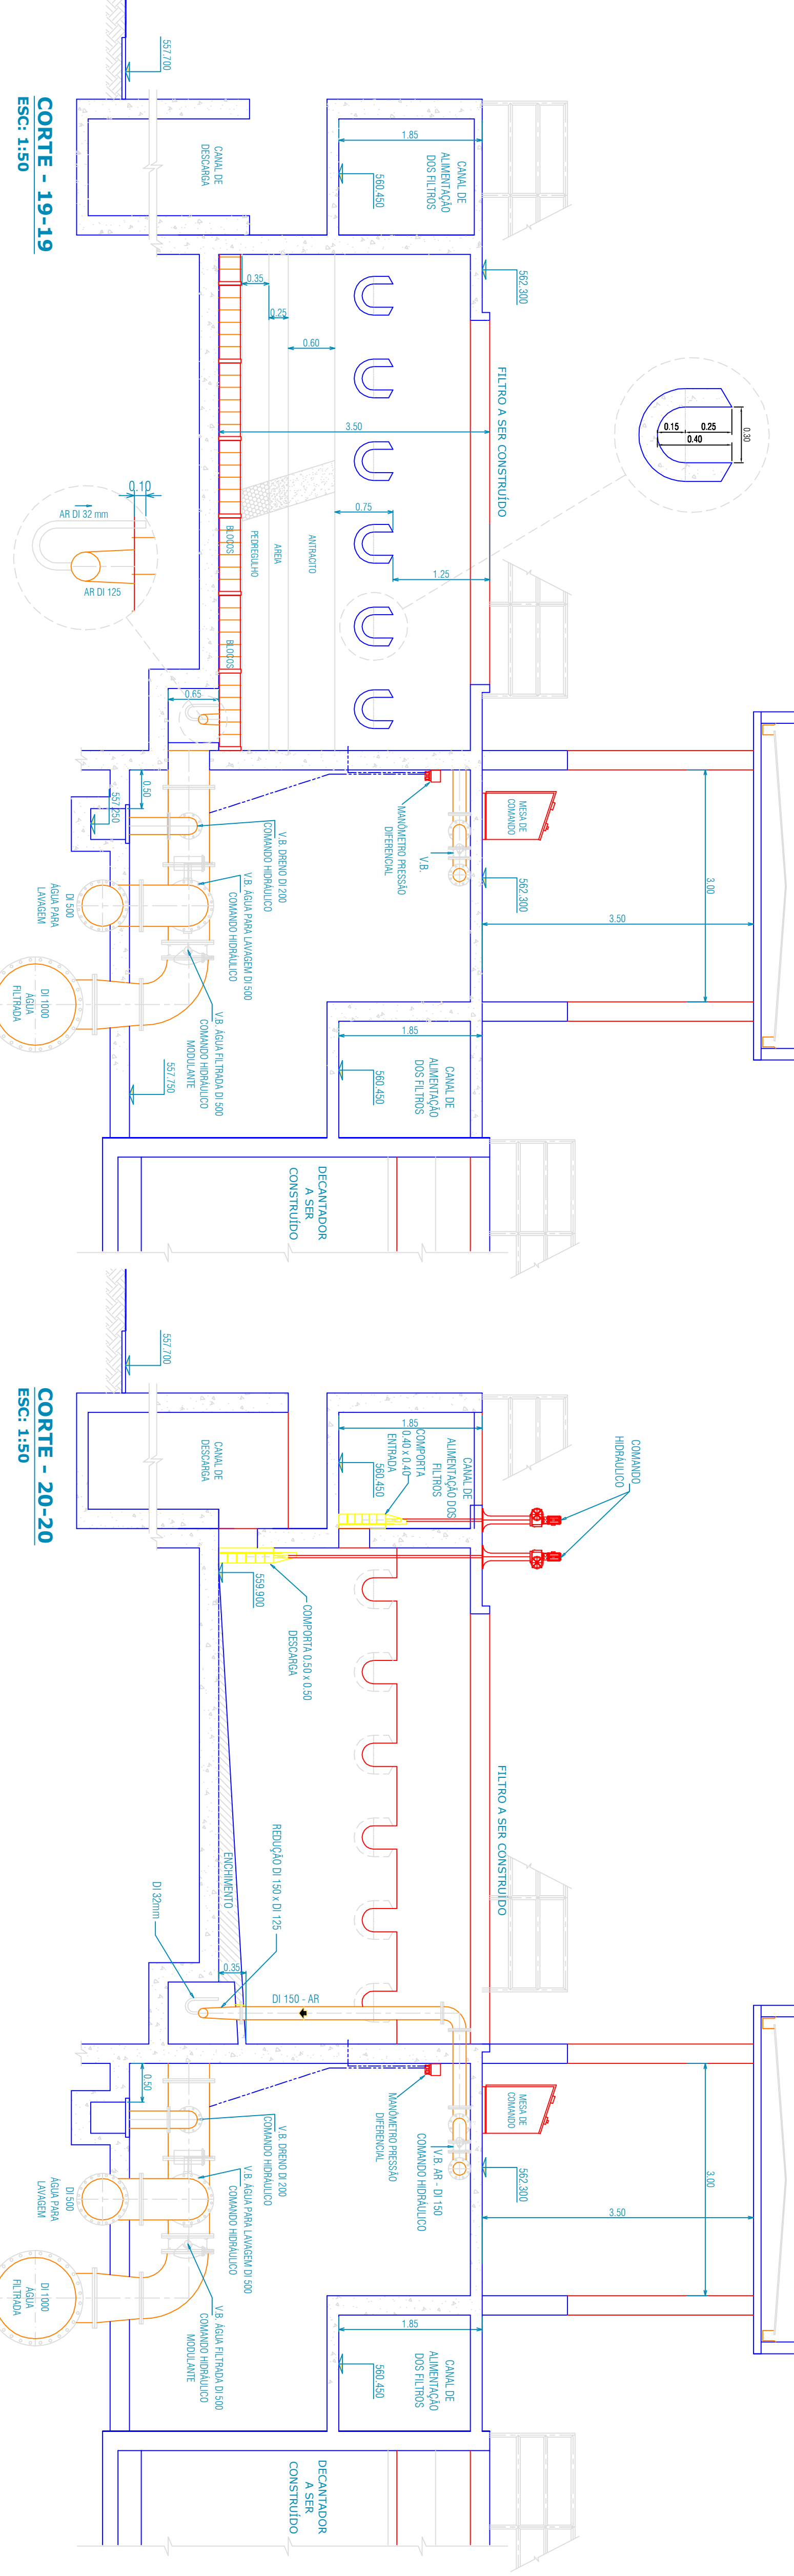 CORTE - 19-19
ESC: 1:50
557.700
CANAL DE
DESCARGA
CANAL DE
ALIMENTAÇÃO
DOS FILTROS
1.85
560.450
562.300
FILTRO A SER CONSTRUÍDO
0.35
0.25
0.60
3.50
0.75
1.25
0.30
0.15
0.25
0.40
0.10
AR DI 32 mm
AR DI 125
BLOCOS
PEDREGULHO
AREIA
ANTRACITO
BLOCOS
0.65
0.50
557.250
MANÔMETRO PRESSÃO
DIFERENCIAL
V.B.
MESA DE
COMANDO
562.300
3.00
3.50
V.B. DRENO DI 200
COMANDO HIDRÁULICO
V.B. ÁGUA PARA LAVAGEM DI 500
COMANDO HIDRÁULICO
V.B. ÁGUA FILTRADA DI 500
COMANDO HIDRÁULICO
MODULANTE
DI 500
ÁGUA PARA
LAVAGEM
DI 1000
ÁGUA
FILTRADA
557.750
1.85
CANAL DE
ALIMENTAÇÃO
DOS FILTROS
560.450
DECANTADOR
A SER
CONSTRUÍDO
CORTE - 20-20
ESC: 1:50
557.700
CANAL DE
DESCARGA
1.85
CANAL DE
ALIMENTAÇÃO DOS
FILTROS
COMPORTA
0.40 x 0.40
ENTRADA
560.450
COMANDO
HIDRÁULICO
559.900
COMPORTA 0.50 x 0.50
DESCARGA
FILTRO A SER CONSTRUÍDO
ENCHIMENTO
REDUÇÃO DI 150 x DI 125
DI 32mm
0.35
DI 150 - AR
0.50
MANÔMETRO PRESSÃO
DIFERENCIAL
V.B. AR - DI 150
COMANDO HIDRÁULICO
MESA DE
COMANDO
562.300
3.00
3.50
V.B. DRENO DI 200
COMANDO HIDRÁULICO
V.B. ÁGUA PARA LAVAGEM DI 500
COMANDO HIDRÁULICO
V.B. ÁGUA FILTRADA DI 500
COMANDO HIDRÁULICO
MODULANTE
DI 500
ÁGUA PARA
LAVAGEM
DI 1000
ÁGUA
FILTRADA
1.85
CANAL DE
ALIMENTAÇÃO
DOS FILTROS
560.450
DECANTADOR
A SER
CONSTRUÍDO